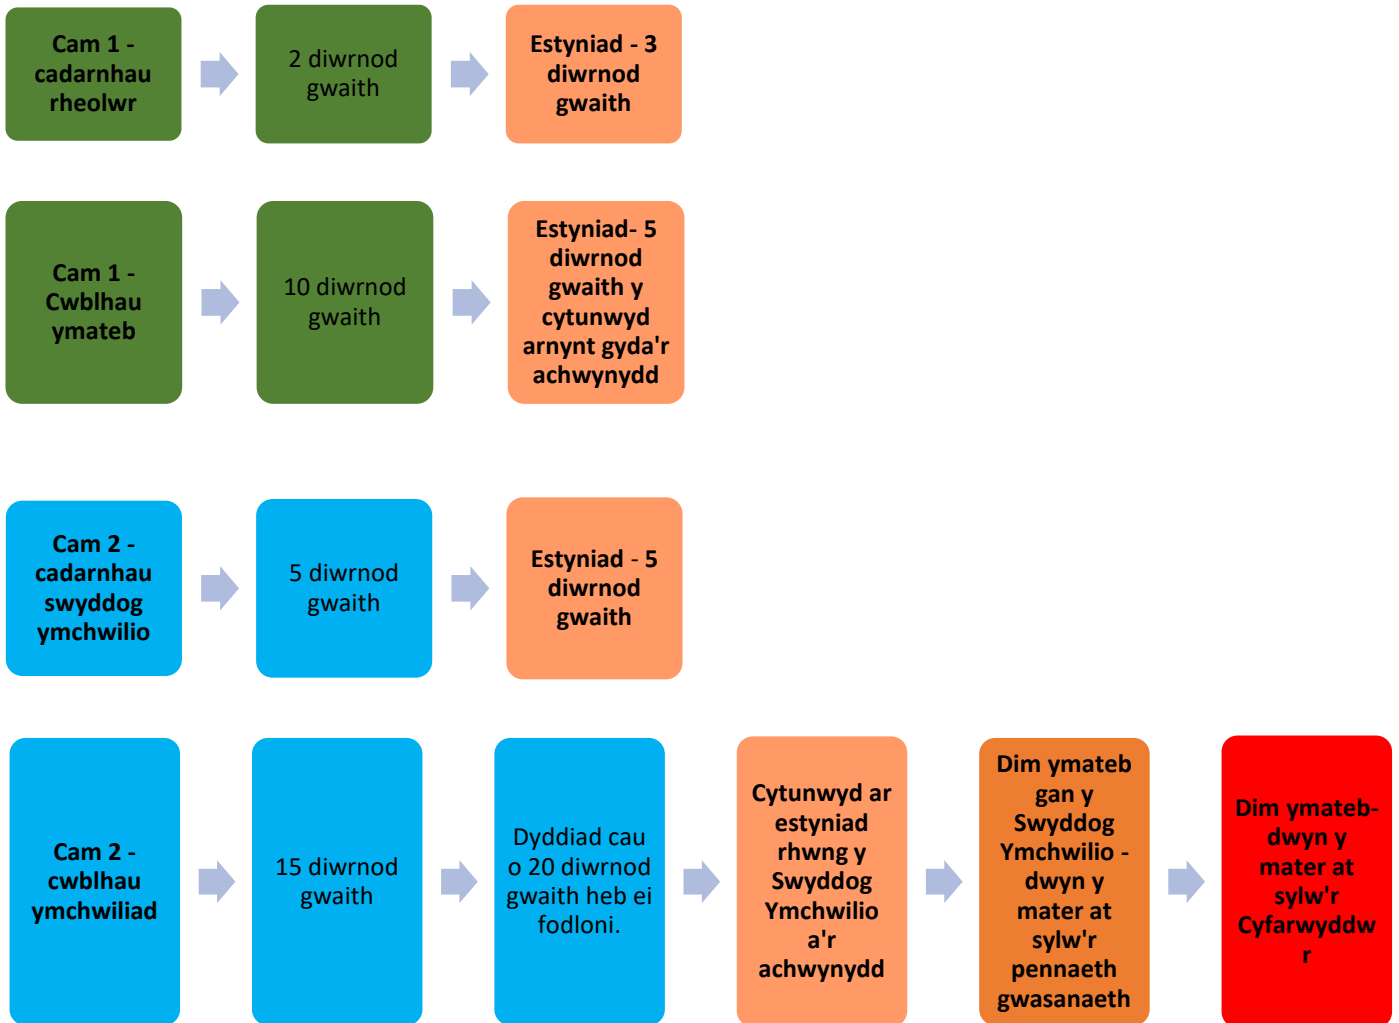 Cam 1 -
cadarnhau
rheolwr
2 diwrnod
gwaith
Estyniad - 3
diwrnod
gwaith
Cam 1 -
Cwblhau
ymateb
10 diwrnod
gwaith
Estyniad- 5
diwrnod
gwaith y
cytunwyd
arnynt gyda'r
achwynydd
Cam 2 -
cadarnhau
swyddog
ymchwilio
5 diwrnod
gwaith
Estyniad - 5
diwrnod
gwaith
Cam 2 -
cwblhau
ymchwiliad
15 diwrnod
gwaith
Dyddiad cau
o 20 diwrnod
gwaith heb ei
fodloni.
Cytunwyd ar
estyniad
rhwng y
Swyddog
Ymchwilio
a'r
achwynydd
Dim ymateb
gan y
Swyddog
Ymchwilio -
dwyn y
mater at
sylw'r
pennaeth
gwasanaeth
Dim ymateb-
dwyn y
mater at
sylw'r
Cyfarwyddw
r